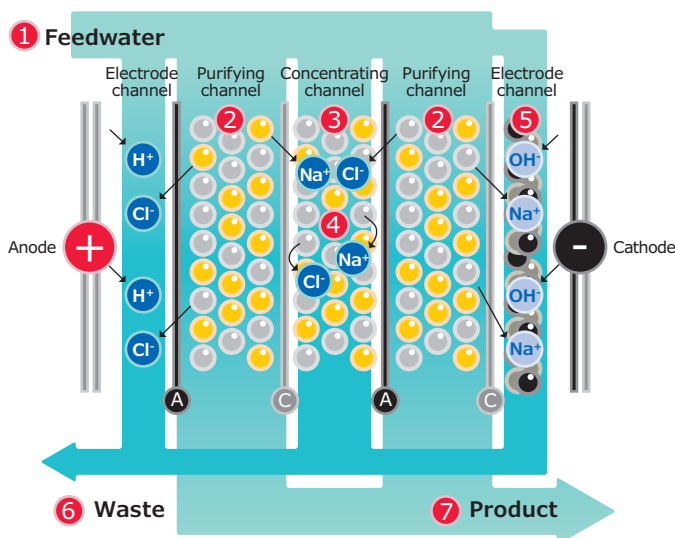 1 Feedwater
Electrode channel
Purifying channel
Concentrating channel
Purifying channel
Electrode channel
2
3
2
5
H⁺
Na⁺
Cl⁻
OH⁻
Cl⁻
Na⁺
4
Anode
+
Na⁺
-
Cathode
Cl⁻
H⁺
OH⁻
Cl⁻
Na⁺
A
C
A
C
6 Waste
7 Product